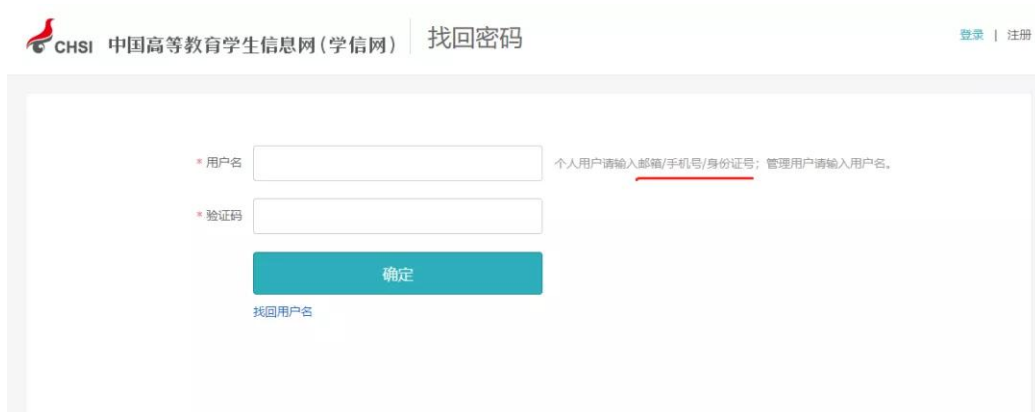 CHSI 中国高等教育学生信息网(学信网) 找回密码 登录 | 注册
* 用户名 个人用户请输入邮箱/手机号/身份证号；管理用户请输入用户名。
* 验证码
确定
找回用户名